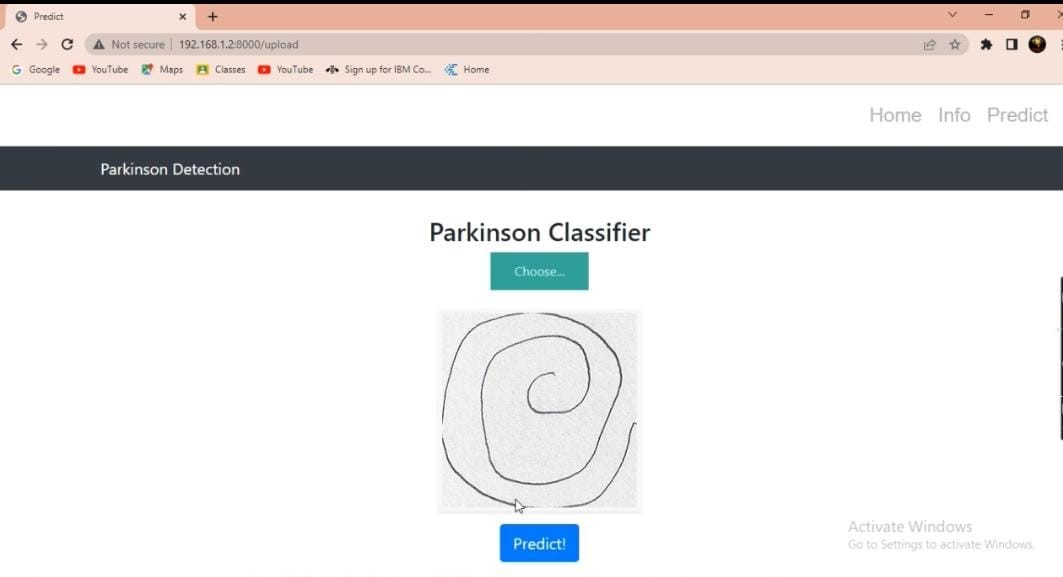 Predict
Not secure | 192.168.1.2:8000/upload
Google YouTube Maps Classes YouTube Sign up for IBM Co... Home
Home Info Predict
Parkinson Detection
Parkinson Classifier
Choose...
Predict!
Activate Windows
Go to Settings to activate Windows.